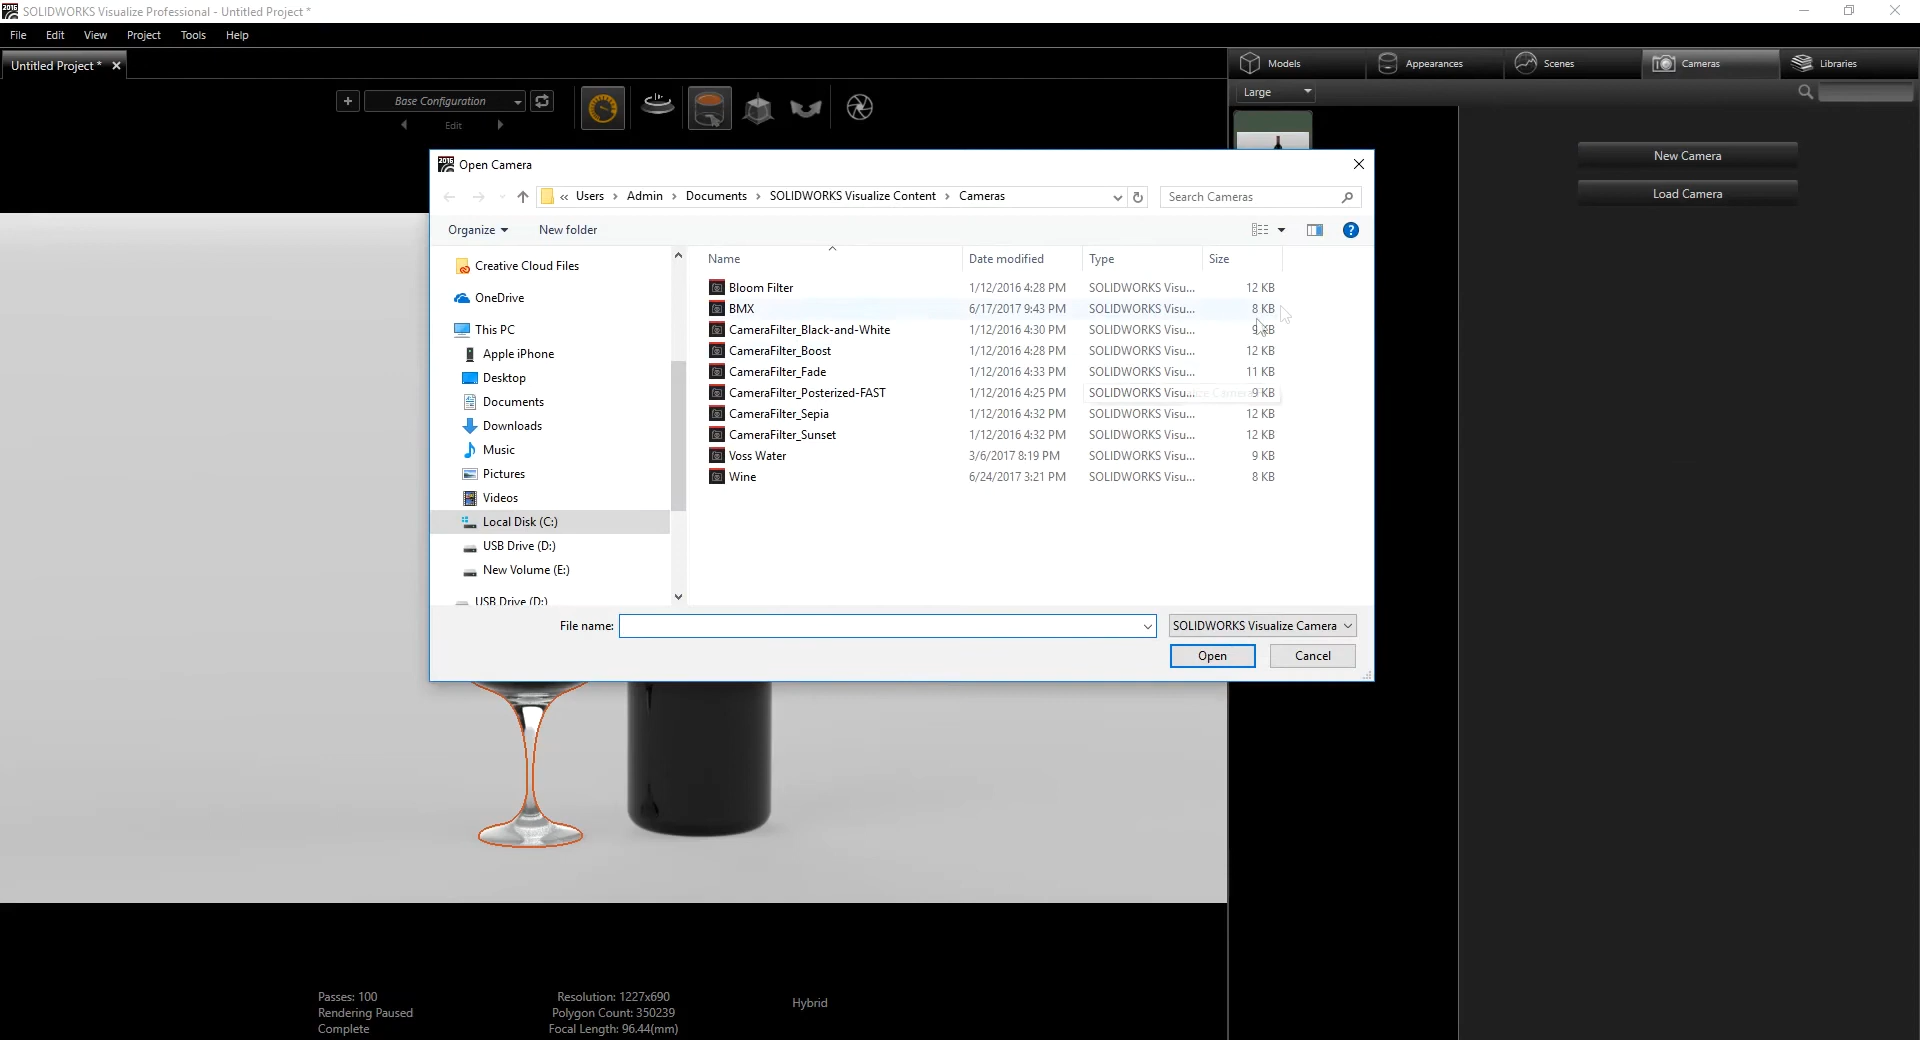 SOLIDWORKS Visualize Professional - Untitled Project *
File Edit View Project Tools Help
Untitled Project *
Models Appearances Scenes Cameras Libraries
Base Configuration
Edit
Large
New Camera
Load Camera
Open Camera
« Users > Admin > Documents > SOLIDWORKS Visualize Content > Cameras
Search Cameras
Organize New folder
Creative Cloud Files
OneDrive
This PC
Apple iPhone
Desktop
Documents
Downloads
Music
Pictures
Videos
Local Disk (C:)
USB Drive (D:)
New Volume (E:)
USB Drive (D:)
Name Date modified Type Size
Bloom Filter 1/12/2016 4:28 PM SOLIDWORKS Visu... 12 KB
BMX 6/17/2017 9:43 PM SOLIDWORKS Visu... 8 KB
CameraFilter_Black-and-White 1/12/2016 4:30 PM SOLIDWORKS Visu... 9 KB
CameraFilter_Boost 1/12/2016 4:28 PM SOLIDWORKS Visu... 12 KB
CameraFilter_Fade 1/12/2016 4:33 PM SOLIDWORKS Visu... 11 KB
CameraFilter_Posterized-FAST 1/12/2016 4:25 PM SOLIDWORKS Visu... 9 KB
CameraFilter_Sepia 1/12/2016 4:32 PM SOLIDWORKS Visu... 12 KB
CameraFilter_Sunset 1/12/2016 4:32 PM SOLIDWORKS Visu... 12 KB
Voss Water 3/6/2017 8:19 PM SOLIDWORKS Visu... 9 KB
Wine 6/24/2017 3:21 PM SOLIDWORKS Visu... 8 KB
File name:
SOLIDWORKS Visualize Camera
Open Cancel
Passes: 100
Rendering Paused
Complete
Resolution: 1227x690
Polygon Count: 350239
Focal Length: 96.44(mm)
Hybrid